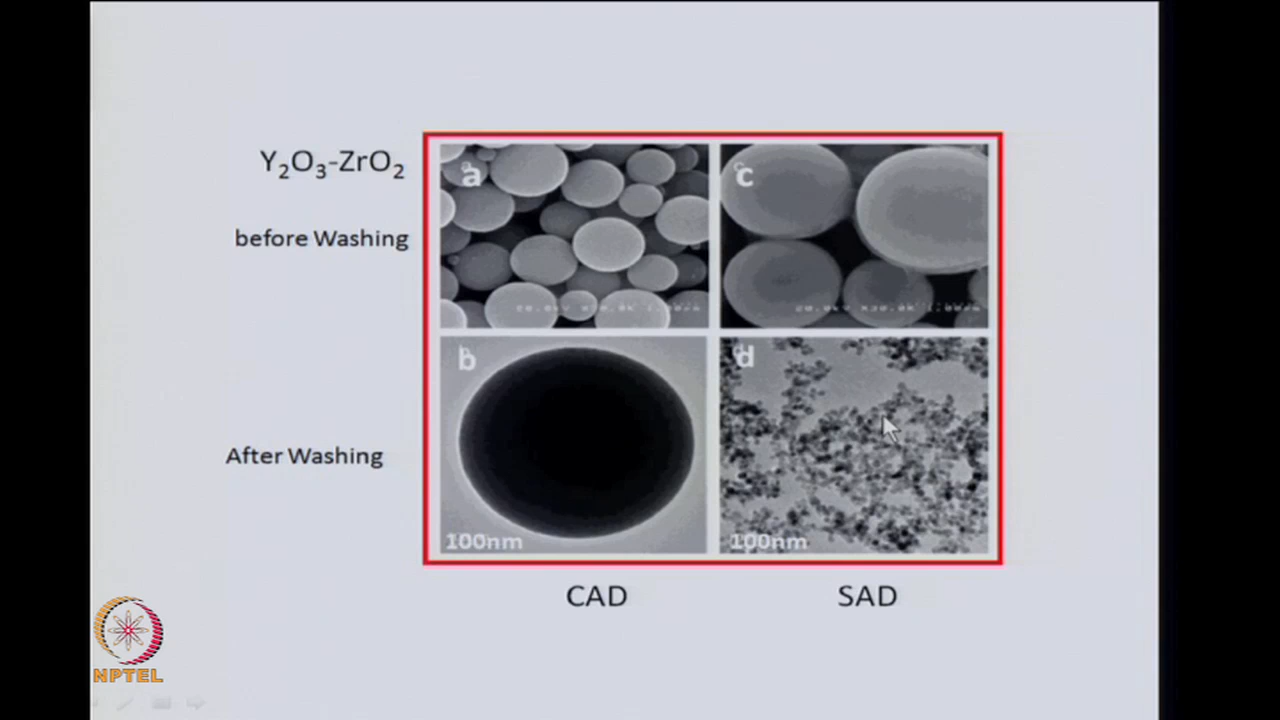 Y₂O₃-ZrO₂
before Washing
a
c
After Washing
b
d
100nm
100nm
CAD
SAD
NPTEL